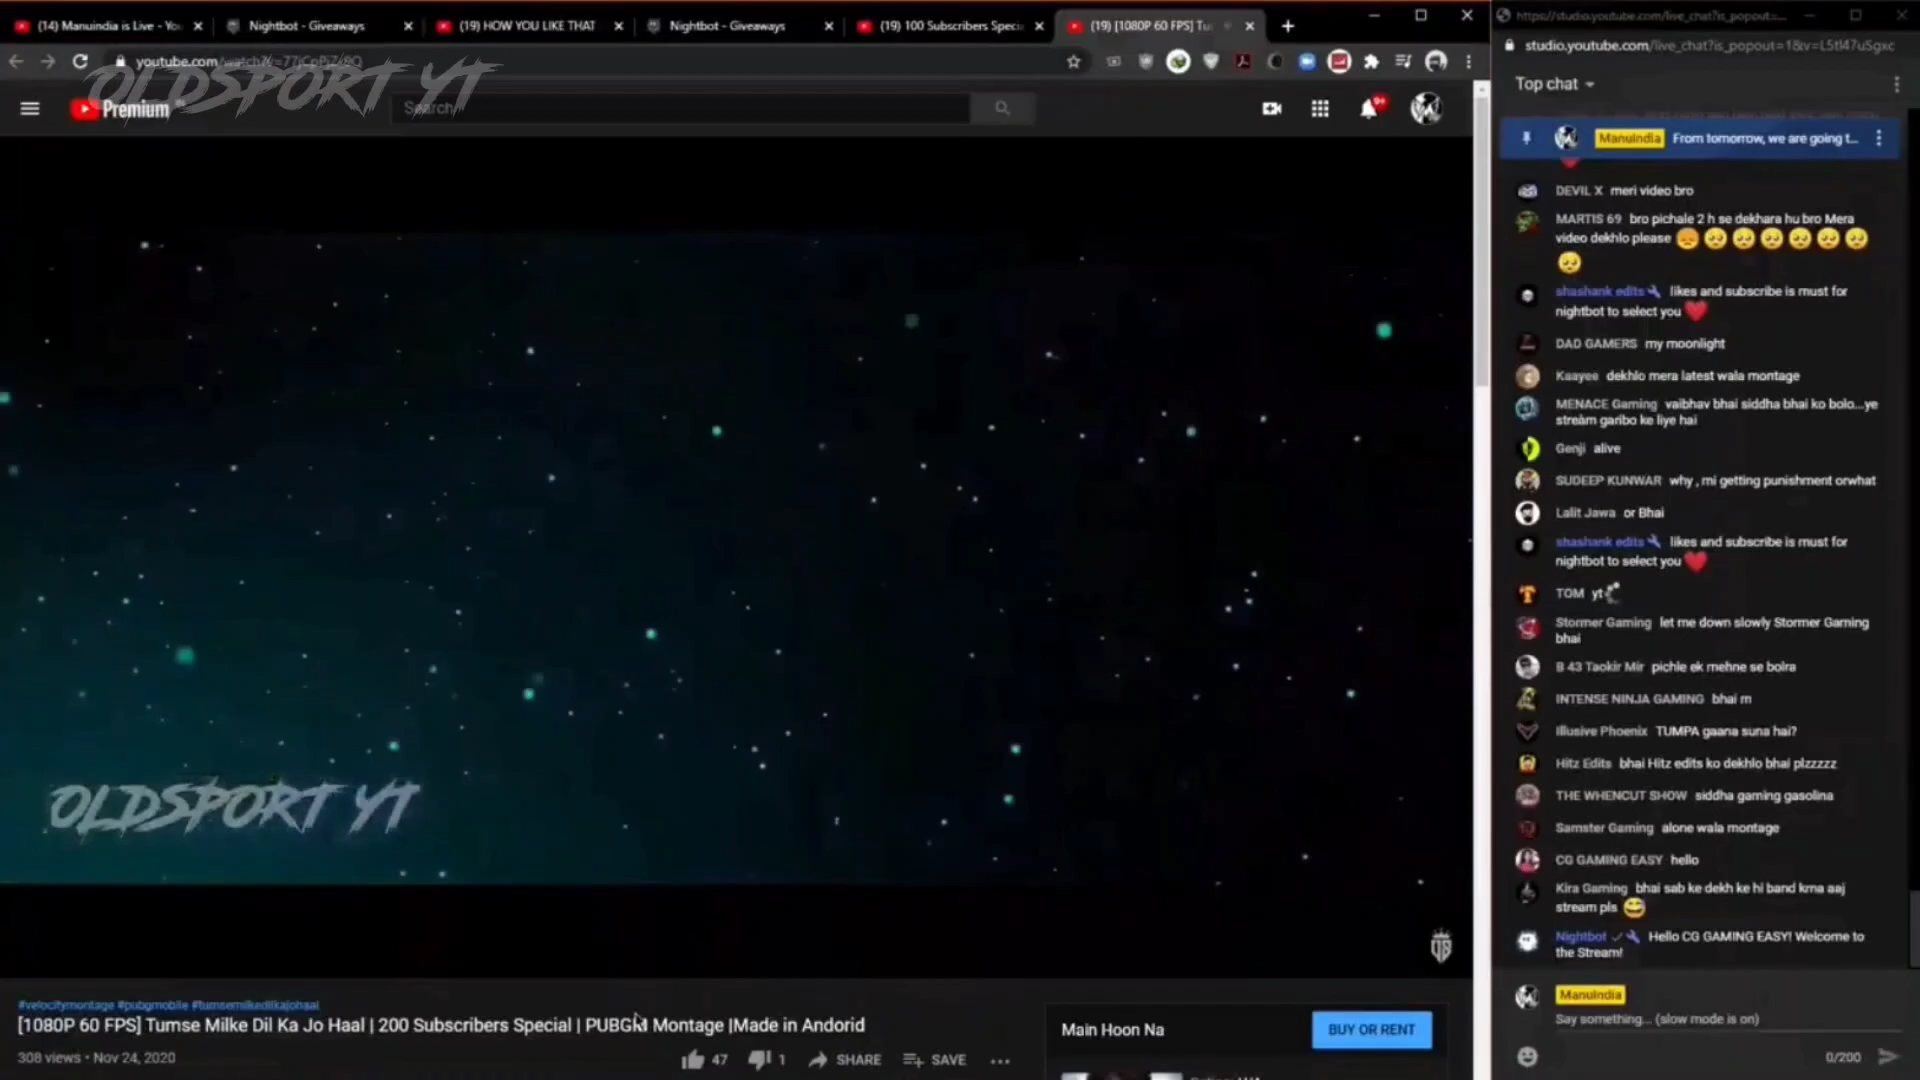 (14) Manuindia is Live - Yo
Nightbot - Giveaways
(19) HOW YOU LIKE THAT
Nightbot - Giveaways
(19) 100 Subscribers Speci
(19) [1080P 60 FPS] Tu
https://studio.youtube.com/live_chat?is_popout=...
youtube.com/watch?
studio.youtube.com/live_chat?is_popout=1&v=L5tl47uSgxc
OLDSPORT YT
Premium
Search
9+
Top chat
ManuIndia From tomorrow, we are going t...
DEVIL X meri video bro
MARTIS 69 bro pichale 2 h se dekhara hu bro Mera
video dekhlo please 😞🥺🥺🥺🥺🥺🥺
🥺
shashank edits likes and subscribe is must for
nightbot to select you ❤️
DAD GAMERS my moonlight
Kaayee dekhlo mera latest wala montage
MENACE Gaming vaibhav bhai siddha bhai ko bolo...ye
stream garibo ke liye hai
Genji alive
SUDEEP KUNWAR why , mi getting punishment orwhat
Lalit Jawa or Bhai
shashank edits likes and subscribe is must for
nightbot to select you ❤️
TOM yt
Stormer Gaming let me down slowly Stormer Gaming
bhai
B 43 Taokir Mir pichle ek mehne se bolra
INTENSE NINJA GAMING bhai m
Illusive Phoenix TUMPA gaana suna hai?
Hitz Edits bhai Hitz edits ko dekhlo bhai plzzzzz
THE WHENCUT SHOW siddha gaming gasolina
Samster Gaming alone wala montage
CG GAMING EASY hello
Kira Gaming bhai sab ke dekh ke hi band krna aaj
stream pls 😅
Nightbot Hello CG GAMING EASY! Welcome to
the Stream!
ManuIndia
Say something... (slow mode is on)
0/200
OLDSPORT YT
#velocitymontage #pubgmobile #tumsemilkedilkajohaal
[1080P 60 FPS] Tumse Milke Dil Ka Jo Haal | 200 Subscribers Special | PUBGM Montage |Made in Andorid
308 views • Nov 24, 2020
47
1
SHARE
SAVE
Main Hoon Na
BUY OR RENT